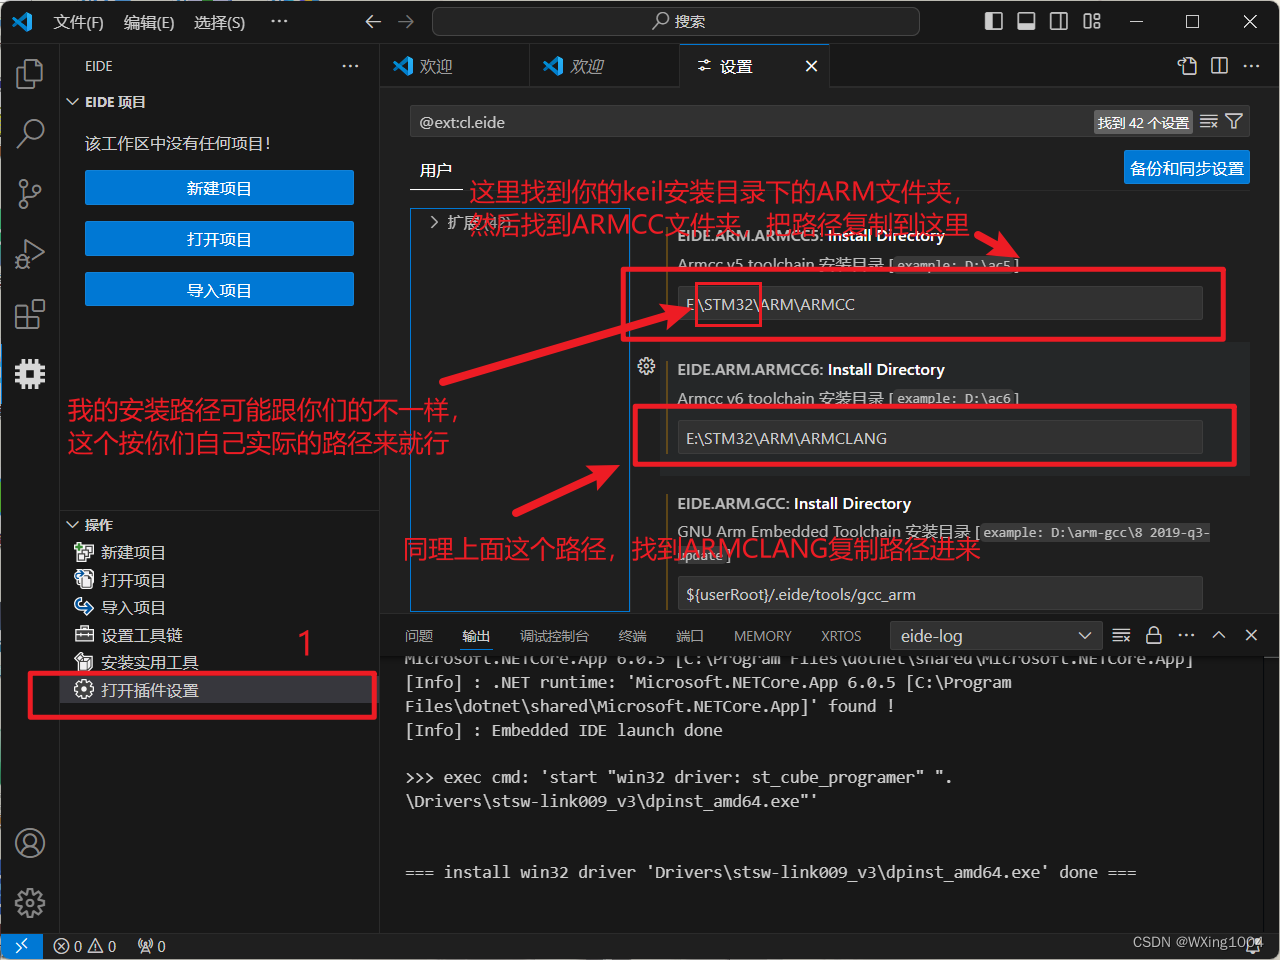 文件(F) 编辑(E) 选择(S) ···
搜索
EIDE
EIDE 项目
该工作区中没有任何项目！
新建项目
打开项目
导入项目
欢迎
欢迎
设置
@ext:cl.eide
找到 42 个设置
用户
备份和同步设置
这里找到你的keil安装目录下的ARM文件夹，
然后找到ARMCC文件夹，把路径复制到这里
扩展 (42)
EIDE.ARM.ARMCC5: Install Directory
Armcc v5 toolchain 安装目录 [example: D:\ac5]
E:\STM32\ARM\ARMCC
EIDE.ARM.ARMCC6: Install Directory
Armcc v6 toolchain 安装目录 [example: D:\ac6]
E:\STM32\ARM\ARMCLANG
我的安装路径可能跟你们的不一样，
这个按你们自己实际的路径来就行
EIDE.ARM.GCC: Install Directory
GNU Arm Embedded Toolchain 安装目录 [example: D:\arm-gcc\8 2019-q3-
update]
同理上面这个路径，找到ARMCLANG复制路径进来
${userRoot}/.eide/tools/gcc_arm
操作
新建项目
打开项目
导入项目
设置工具链
安装实用工具
打开插件设置
1
问题 输出 调试控制台 终端 端口 MEMORY XRTOS
eide-log
Microsoft.NETCore.App 6.0.5 [C:\Program Files\dotnet\shared\Microsoft.NETCore.App]
[Info] : .NET runtime: 'Microsoft.NETCore.App 6.0.5 [C:\Program
Files\dotnet\shared\Microsoft.NETCore.App]' found !
[Info] : Embedded IDE launch done
>>> exec cmd: 'start "win32 driver: st_cube_programer" ".
\Drivers\stsw-link009_v3\dpinst_amd64.exe"'
=== install win32 driver 'Drivers\stsw-link009_v3\dpinst_amd64.exe' done ===
0 0 0
CSDN @WXing1004